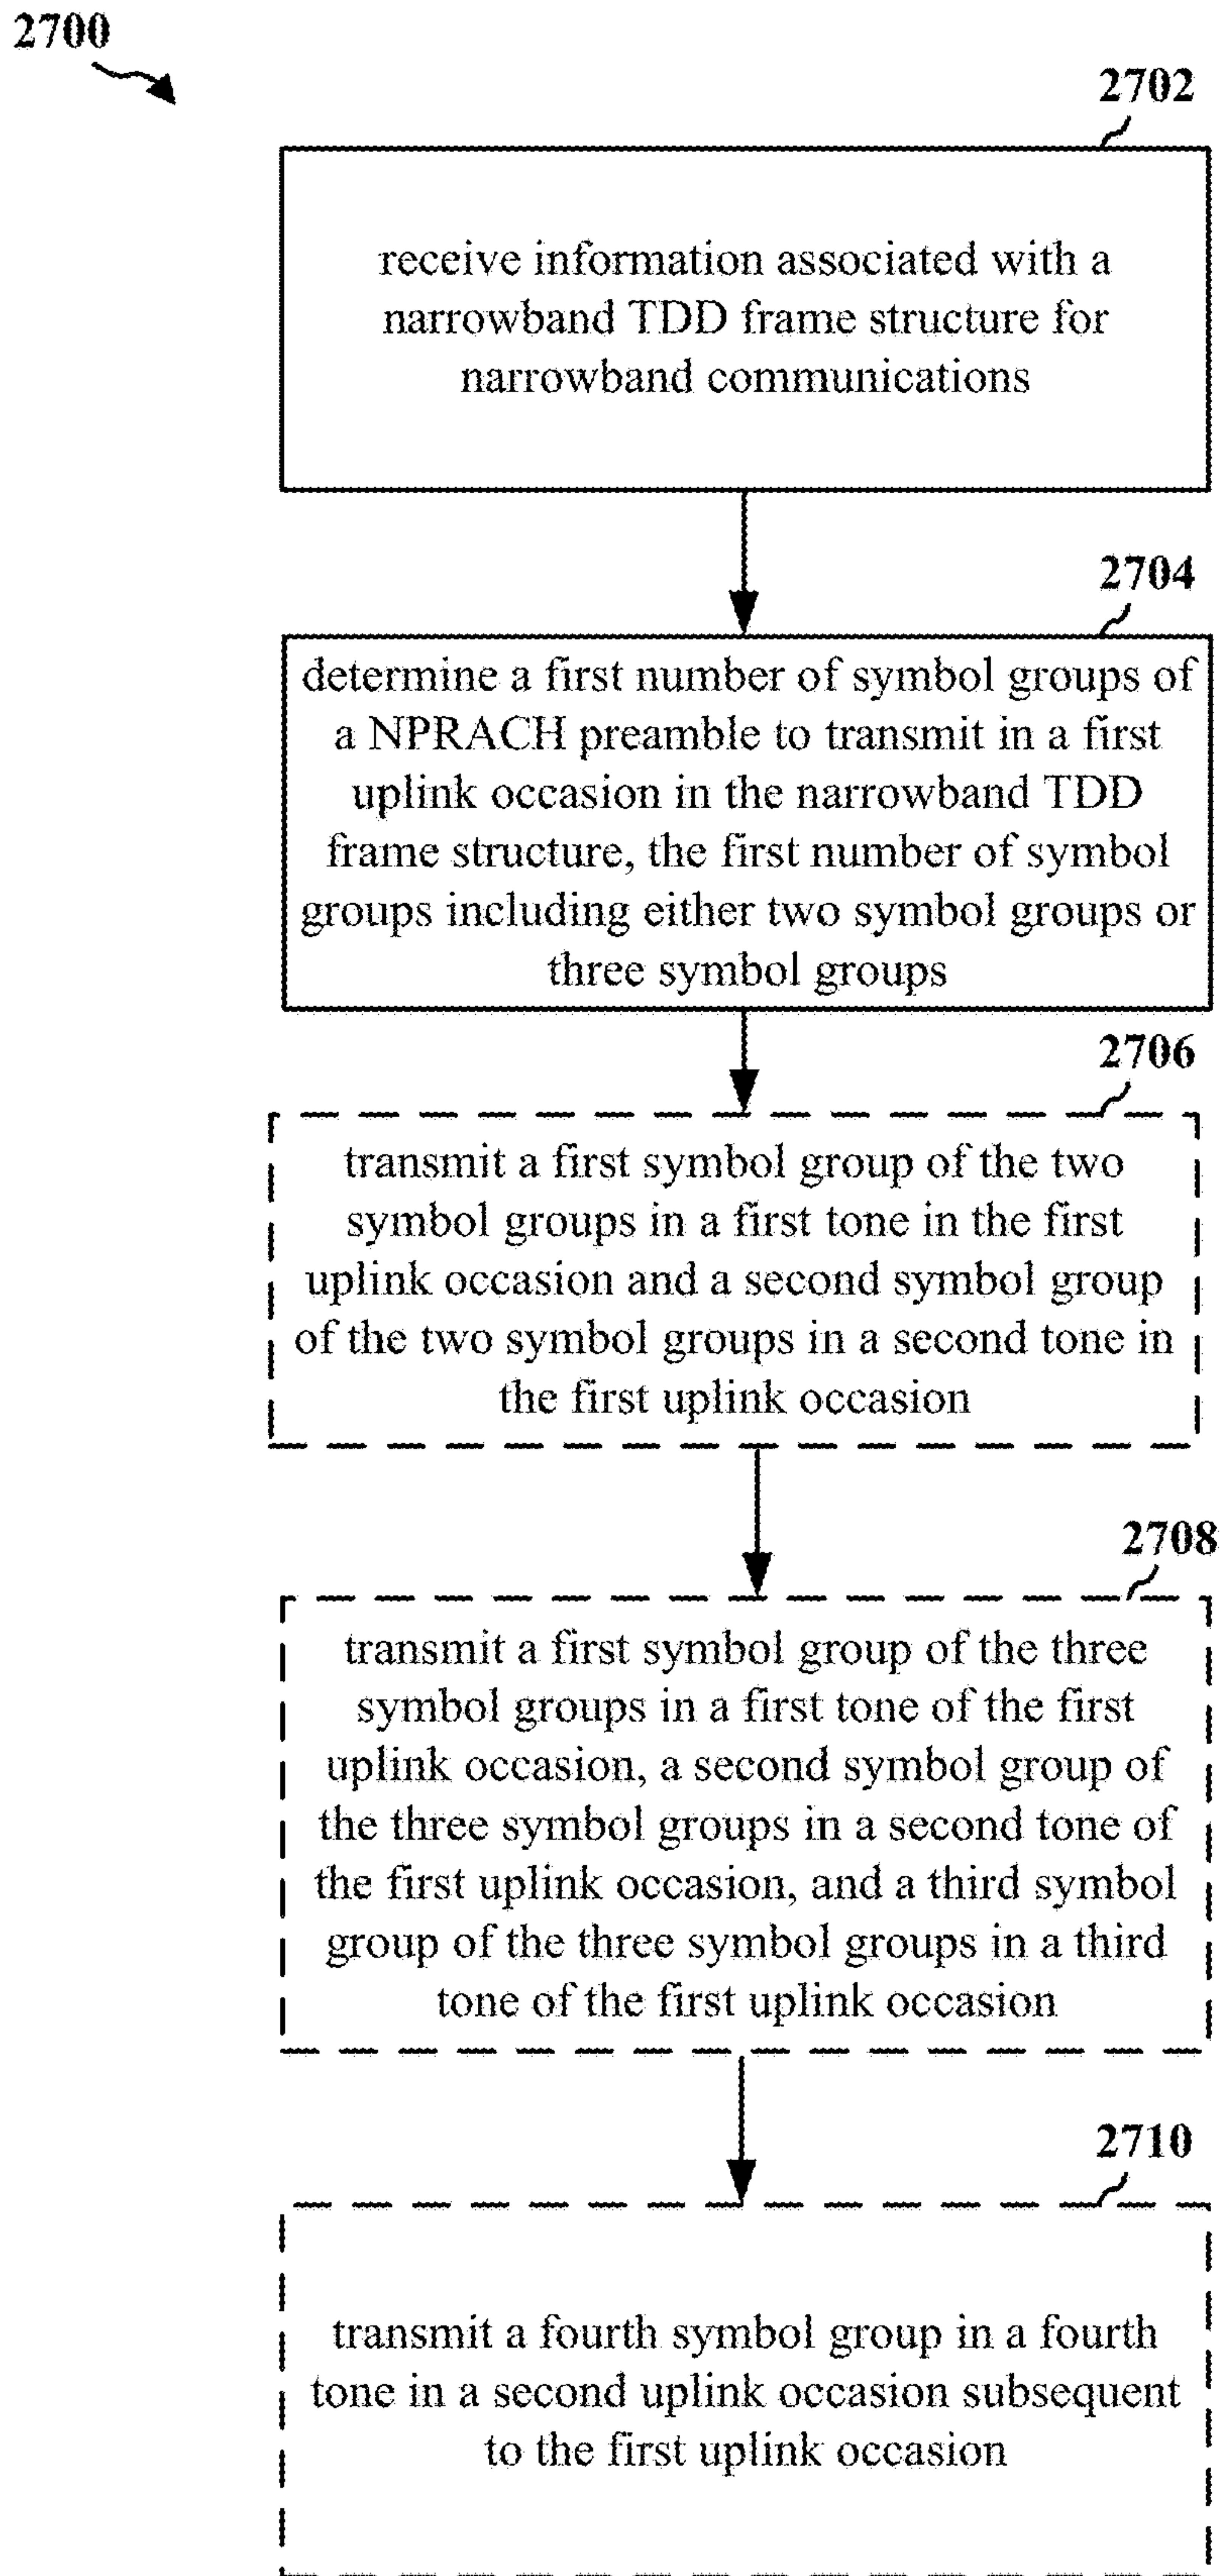 2700
2702
receive information associated with a
narrowband TDD frame structure for
narrowband communications
2704
determine a first number of symbol groups of
a NPRACH preamble to transmit in a first
uplink occasion in the narrowband TDD
frame structure, the first number of symbol
groups including either two symbol groups or
three symbol groups
2706
transmit a first symbol group of the two
symbol groups in a first tone in the first
uplink occasion and a second symbol group
of the two symbol groups in a second tone in
the first uplink occasion
2708
transmit a first symbol group of the three
symbol groups in a first tone of the first
uplink occasion, a second symbol group of
the three symbol groups in a second tone of
the first uplink occasion, and a third symbol
group of the three symbol groups in a third
tone of the first uplink occasion
2710
transmit a fourth symbol group in a fourth
tone in a second uplink occasion subsequent
to the first uplink occasion